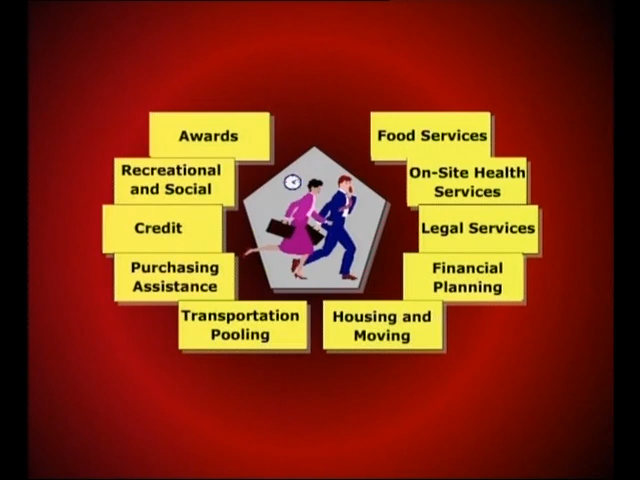 Awards
Recreational
and Social
Credit
Purchasing
Assistance
Transportation
Pooling
Food Services
On-Site Health
Services
Legal Services
Financial
Planning
Housing and
Moving